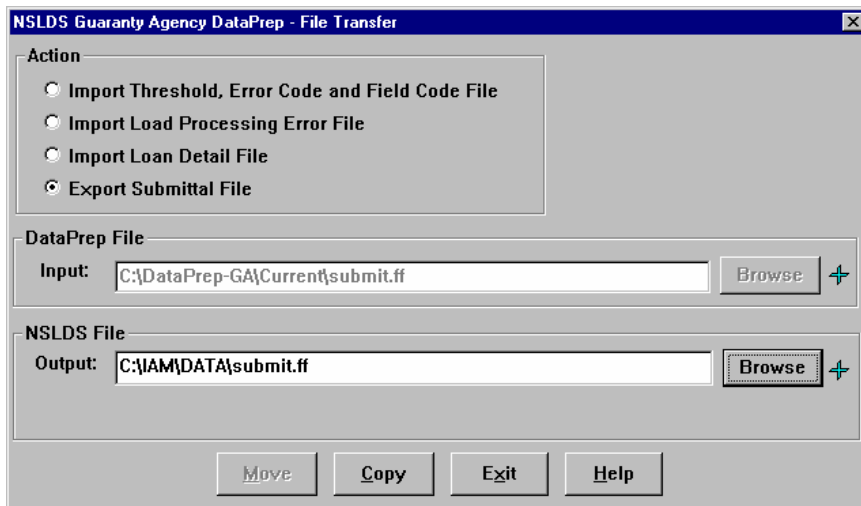 NSLDS Guaranty Agency DataPrep - File Transfer
Action
Import Threshold, Error Code and Field Code File
Import Load Processing Error File
Import Loan Detail File
Export Submittal File
DataPrep File
Input: C:\DataPrep-GA\Current\submit.ff Browse
NSLDS File
Output: C:\IAM\DATA\submit.ff Browse
Move Copy Exit Help